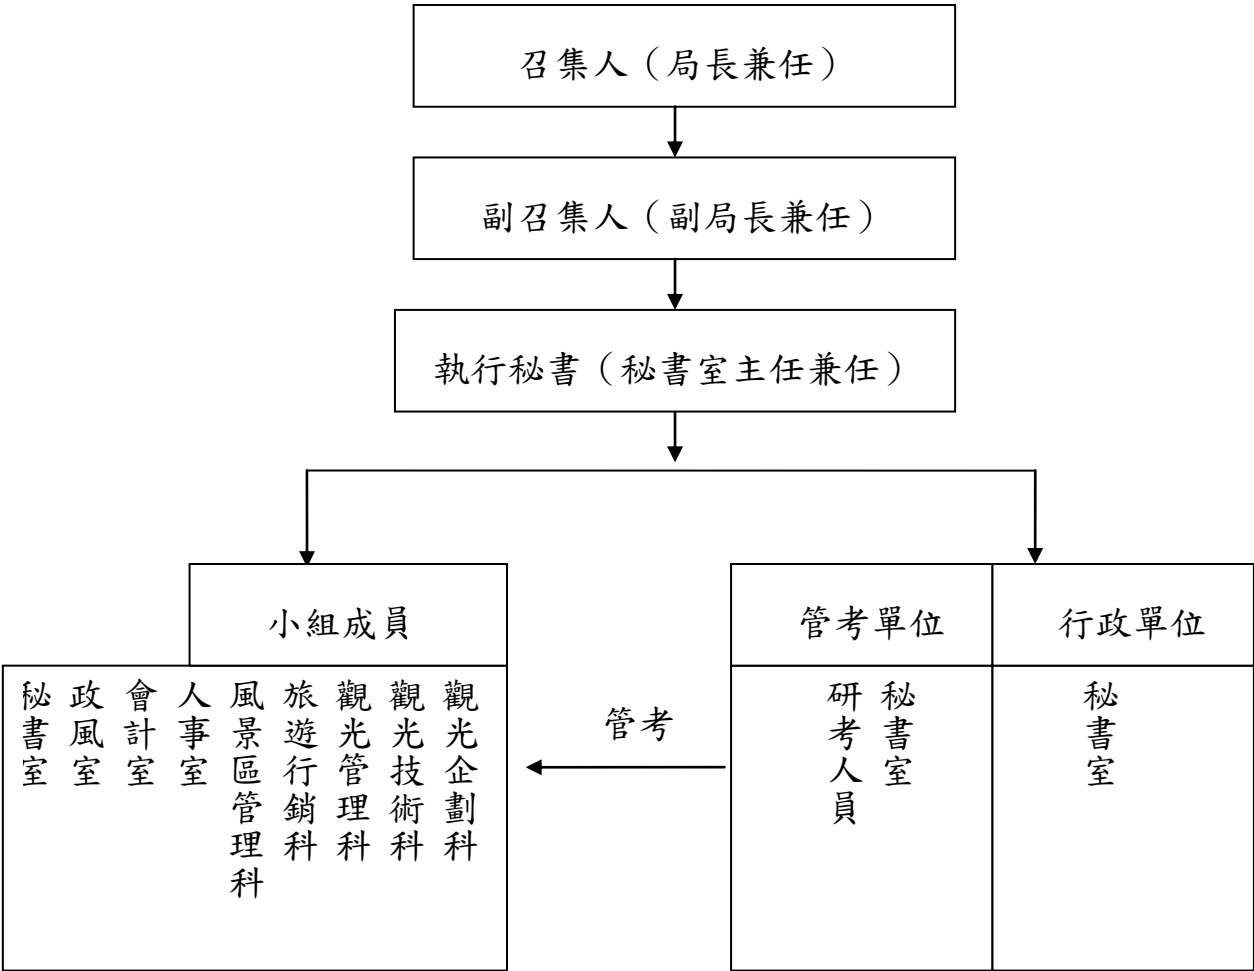 召集人（局長兼任）
副召集人（副局長兼任）
執行秘書（秘書室主任兼任）
小組成員
管考單位
行政單位
觀光企劃科
觀光技術科
觀光管理科
旅遊行銷科
風景區管理科
人事室
會計室
政風室
秘書室
管考
秘書室
研考人員
秘書室